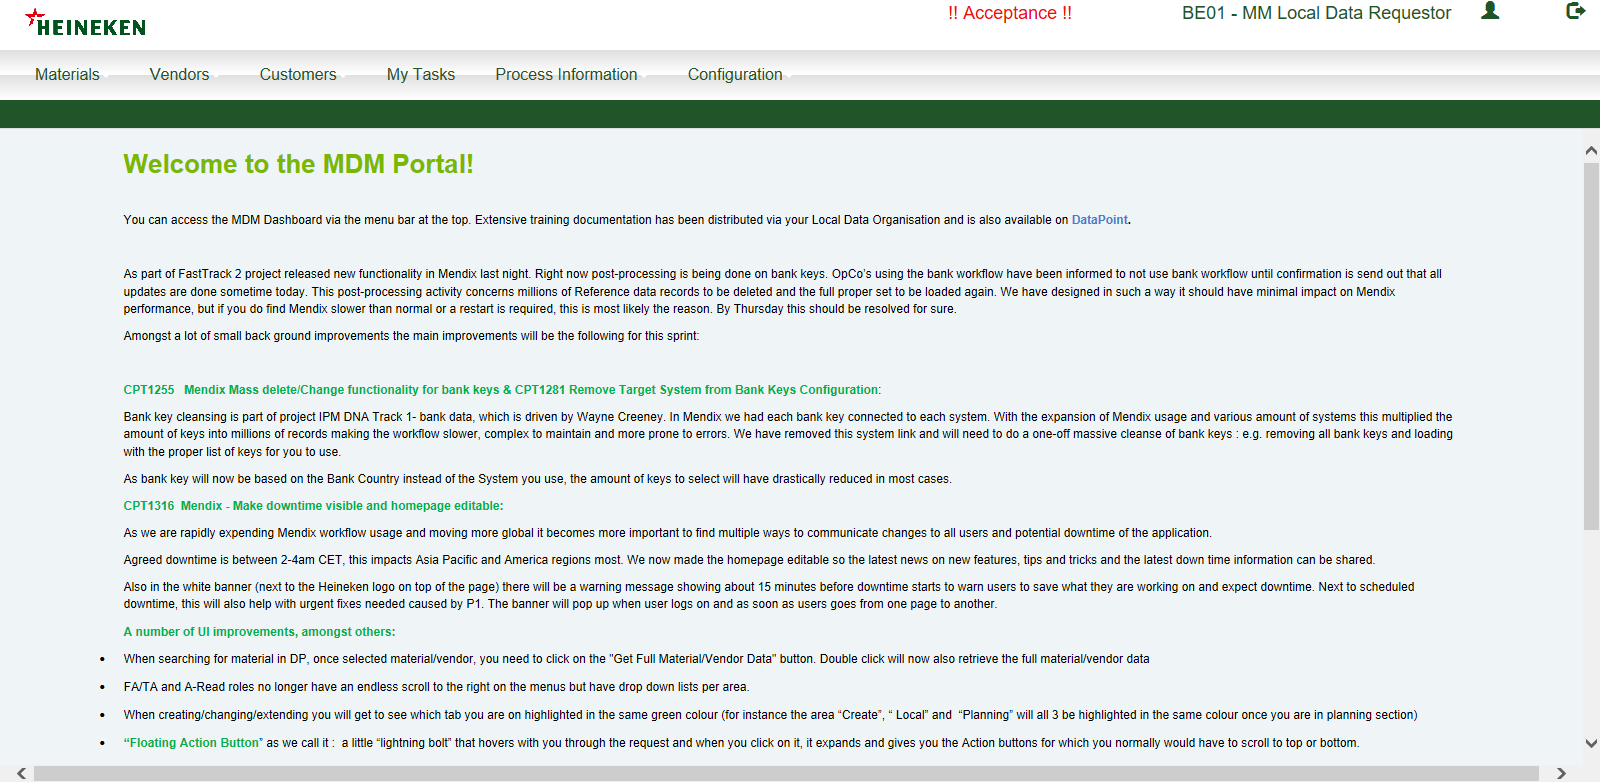 HEINEKEN
!! Acceptance !!
BE01 - MM Local Data Requestor
Materials Vendors Customers My Tasks Process Information Configuration
Welcome to the MDM Portal!
You can access the MDM Dashboard via the menu bar at the top. Extensive training documentation has been distributed via your Local Data Organisation and is also available on DataPoint.
As part of FastTrack 2 project released new functionality in Mendix last night. Right now post-processing is being done on bank keys. OpCo's using the bank workflow have been informed to not use bank workflow until confirmation is send out that all
updates are done sometime today. This post-processing activity concerns millions of Reference data records to be deleted and the full proper set to be loaded again. We have designed in such a way it should have minimal impact on Mendix
performance, but if you do find Mendix slower than normal or a restart is required, this is most likely the reason. By Thursday this should be resolved for sure.
Amongst a lot of small back ground improvements the main improvements will be the following for this sprint:
CPT1255 Mendix Mass delete/Change functionality for bank keys & CPT1281 Remove Target System from Bank Keys Configuration:
Bank key cleansing is part of project IPM DNA Track 1- bank data, which is driven by Wayne Creeney. In Mendix we had each bank key connected to each system. With the expansion of Mendix usage and various amount of systems this multiplied the
amount of keys into millions of records making the workflow slower, complex to maintain and more prone to errors. We have removed this system link and will need to do a one-off massive cleanse of bank keys : e.g. removing all bank keys and loading
with the proper list of keys for you to use.
As bank key will now be based on the Bank Country instead of the System you use, the amount of keys to select will have drastically reduced in most cases.
CPT1316 Mendix - Make downtime visible and homepage editable:
As we are rapidly expending Mendix workflow usage and moving more global it becomes more important to find multiple ways to communicate changes to all users and potential downtime of the application.
Agreed downtime is between 2-4am CET, this impacts Asia Pacific and America regions most. We now made the homepage editable so the latest news on new features, tips and tricks and the latest down time information can be shared.
Also in the white banner (next to the Heineken logo on top of the page) there will be a warning message showing about 15 minutes before downtime starts to warn users to save what they are working on and expect downtime. Next to scheduled
downtime, this will also help with urgent fixes needed caused by P1. The banner will pop up when user logs on and as soon as users goes from one page to another.
A number of UI improvements, amongst others:
• When searching for material in DP, once selected material/vendor, you need to click on the "Get Full Material/Vendor Data" button. Double click will now also retrieve the full material/vendor data
• FA/TA and A-Read roles no longer have an endless scroll to the right on the menus but have drop down lists per area.
• When creating/changing/extending you will get to see which tab you are on highlighted in the same green colour (for instance the area “Create”, “ Local” and “Planning” will all 3 be highlighted in the same colour once you are in planning section)
• “Floating Action Button” as we call it : a little “lightning bolt” that hovers with you through the request and when you click on it, it expands and gives you the Action buttons for which you normally would have to scroll to top or bottom.